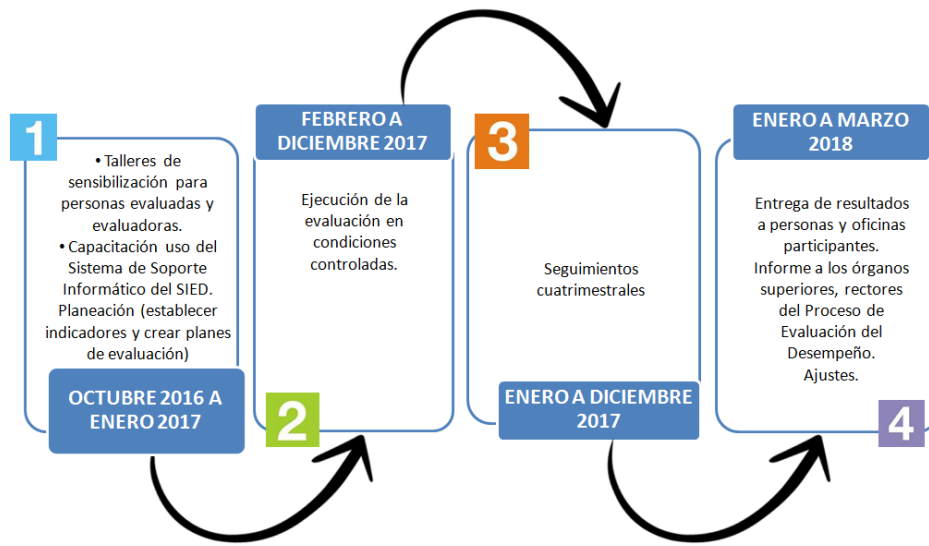 1
• Talleres de
sensibilización para
personas evaluadas y
evaluadoras.
• Capacitación uso del
Sistema de Soporte
Informático del SIED.
Planeación (establecer
indicadores y crear planes
de evaluación)
OCTUBRE 2016 A
ENERO 2017
FEBRERO A
DICIEMBRE 2017
Ejecución de la
evaluación en
condiciones
controladas.
2
3
Seguimientos
cuatrimestrales
ENERO A DICIEMBRE
2017
ENERO A MARZO
2018
Entrega de resultados
a personas y oficinas
participantes.
Informe a los órganos
superiores, rectores
del Proceso de
Evaluación del
Desempeño.
Ajustes.
4